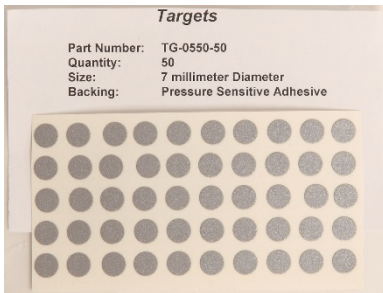 Targets
Part Number: TG-0550-50
Quantity: 50
Size: 7 millimeter Diameter
Backing: Pressure Sensitive Adhesive